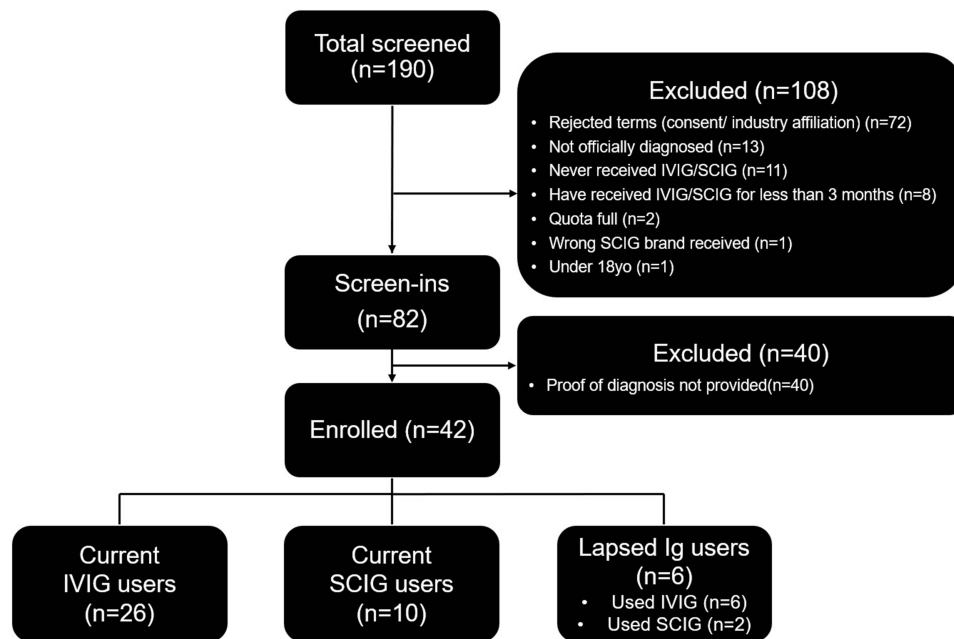 Total screened
(n=190)
Excluded (n=108)
• Rejected terms (consent/ industry affiliation) (n=72)
• Not officially diagnosed (n=13)
• Never received IVIG/SCIG (n=11)
• Have received IVIG/SCIG for less than 3 months (n=8)
• Quota full (n=2)
• Wrong SCIG brand received (n=1)
• Under 18yo (n=1)
Screen-ins
(n=82)
Excluded (n=40)
• Proof of diagnosis not provided(n=40)
Enrolled (n=42)
Current
IVIG users
(n=26)
Current
SCIG users
(n=10)
Lapsed Ig users
(n=6)
• Used IVIG (n=6)
• Used SCIG (n=2)